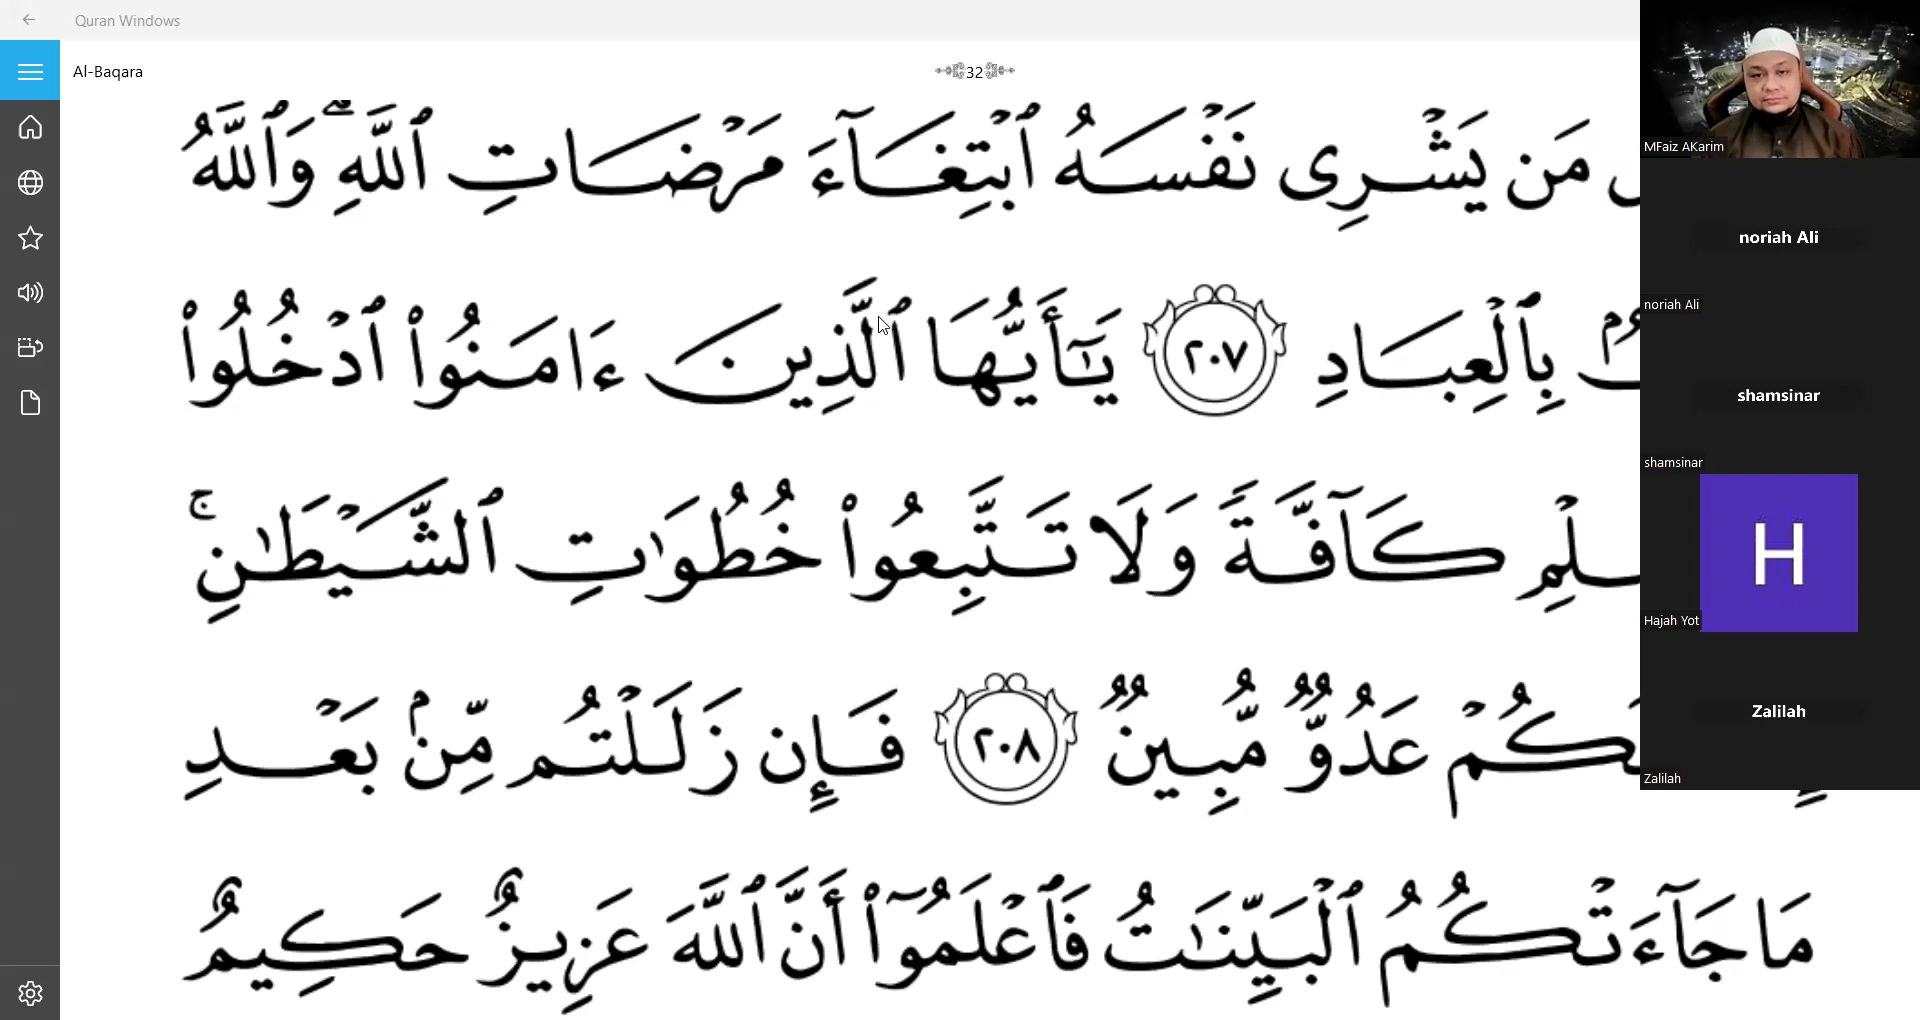 Quran Windows
Al-Baqara
32
مَن يَشْرِى نَفْسَهُ ٱبْتِغَآءَ مَرْضَاتِ ٱللَّهِ ۗ وَٱللَّهُ
بِٱلْعِبَادِ ٢٠٧ يَـٰٓأَيُّهَا ٱلَّذِينَ ءَامَنُوا۟ ٱدْخُلُوا۟
كَآفَّةً وَلَا تَتَّبِعُوا۟ خُطُوَٰتِ ٱلشَّيْطَـٰنِ ۚ
عَدُوٌّ مُّبِينٌ ٢٠٨ فَإِن زَلَلْتُم مِّنۢ بَعْدِ
مَا جَآءَتْكُمُ ٱلْبَيِّنَـٰتُ فَٱعْلَمُوٓا۟ أَنَّ ٱللَّهَ عَزِيزٌ حَكِيمٌ
MFaiz AKarim
noriah Ali
noriah Ali
shamsinar
shamsinar
H
Hajah Yot
Zalilah
Zalilah